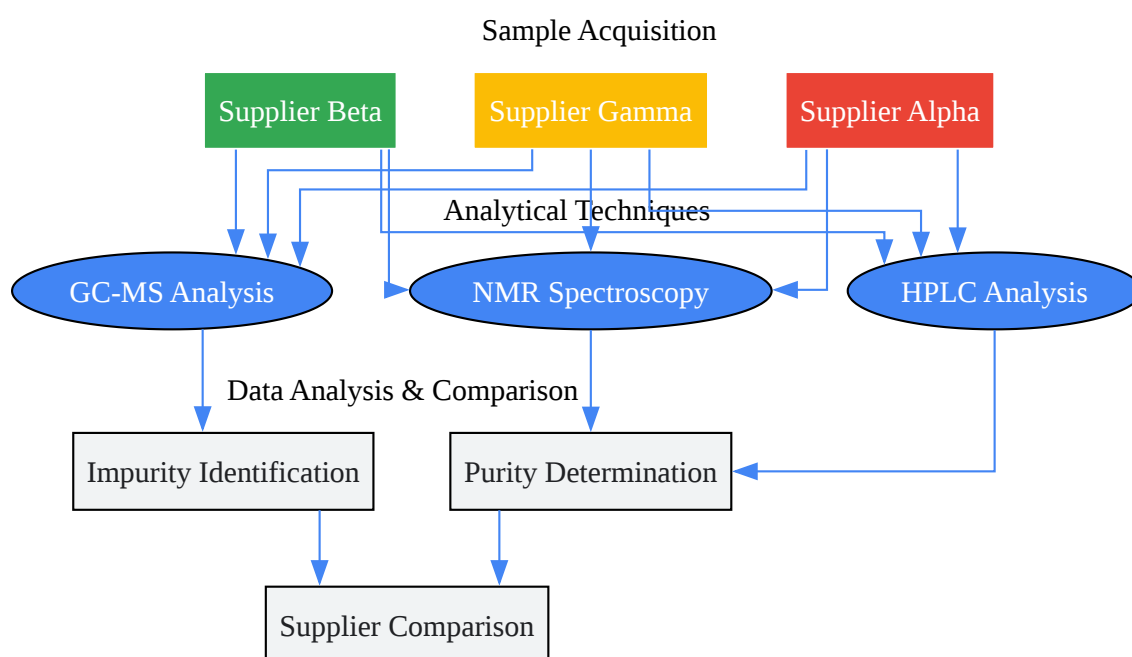 Sample Acquisition
Supplier Beta
Supplier Gamma
Supplier Alpha
Analytical Techniques
GC-MS Analysis
NMR Spectroscopy
HPLC Analysis
Data Analysis & Comparison
Impurity Identification
Purity Determination
Supplier Comparison